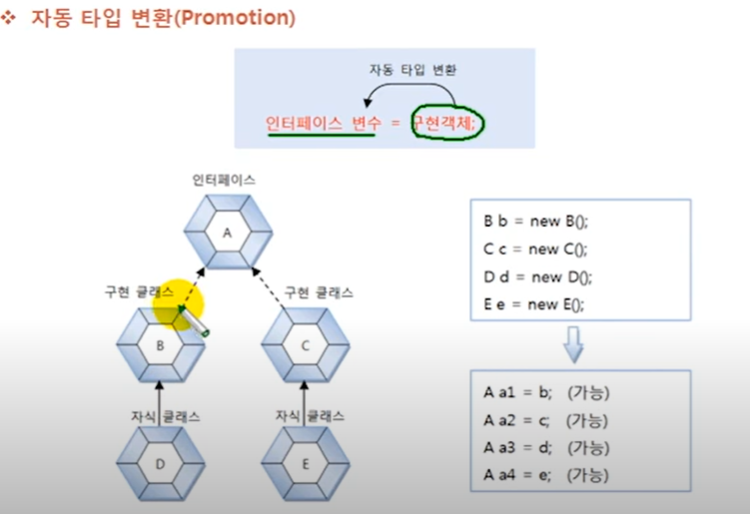 ❖ 자동 타입 변환(Promotion)
자동 타입 변환
인터페이스 변수 = 구현객체;
인터페이스
A
구현 클래스
구현 클래스
B
C
자식 클래스
자식 클래스
D
E
B b = new B();
C c = new C();
D d = new D();
E e = new E();
A a1 = b; (가능)
A a2 = c; (가능)
A a3 = d; (가능)
A a4 = e; (가능)